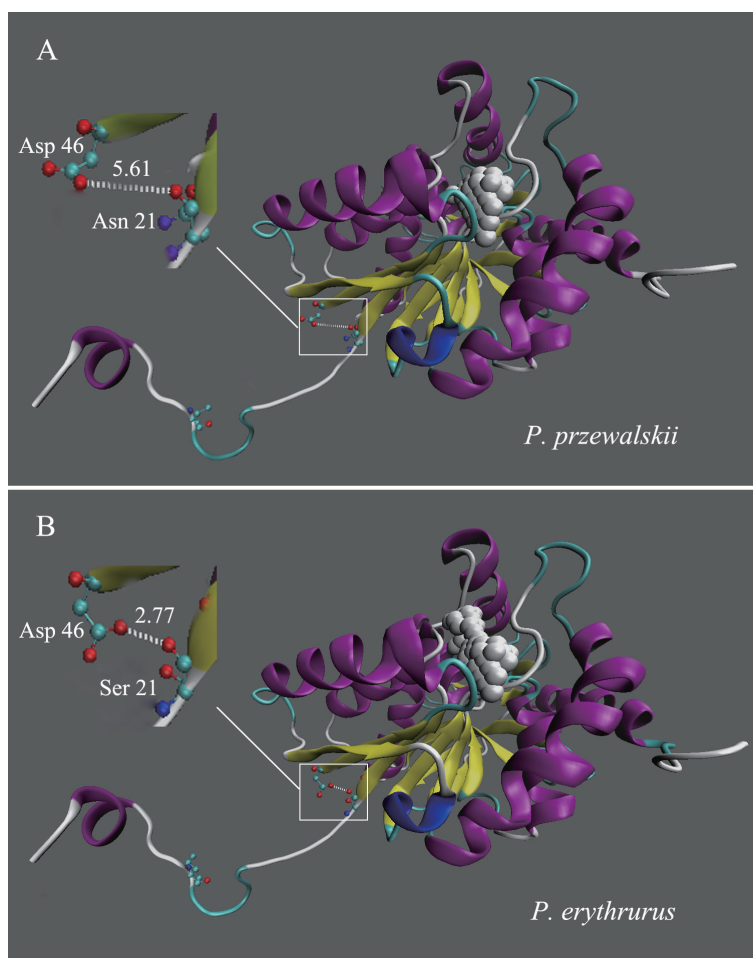 A
Asp 46
5.61
Asn 21
P. przewalskii
B
Asp 46
2.77
Ser 21
P. erythrurus